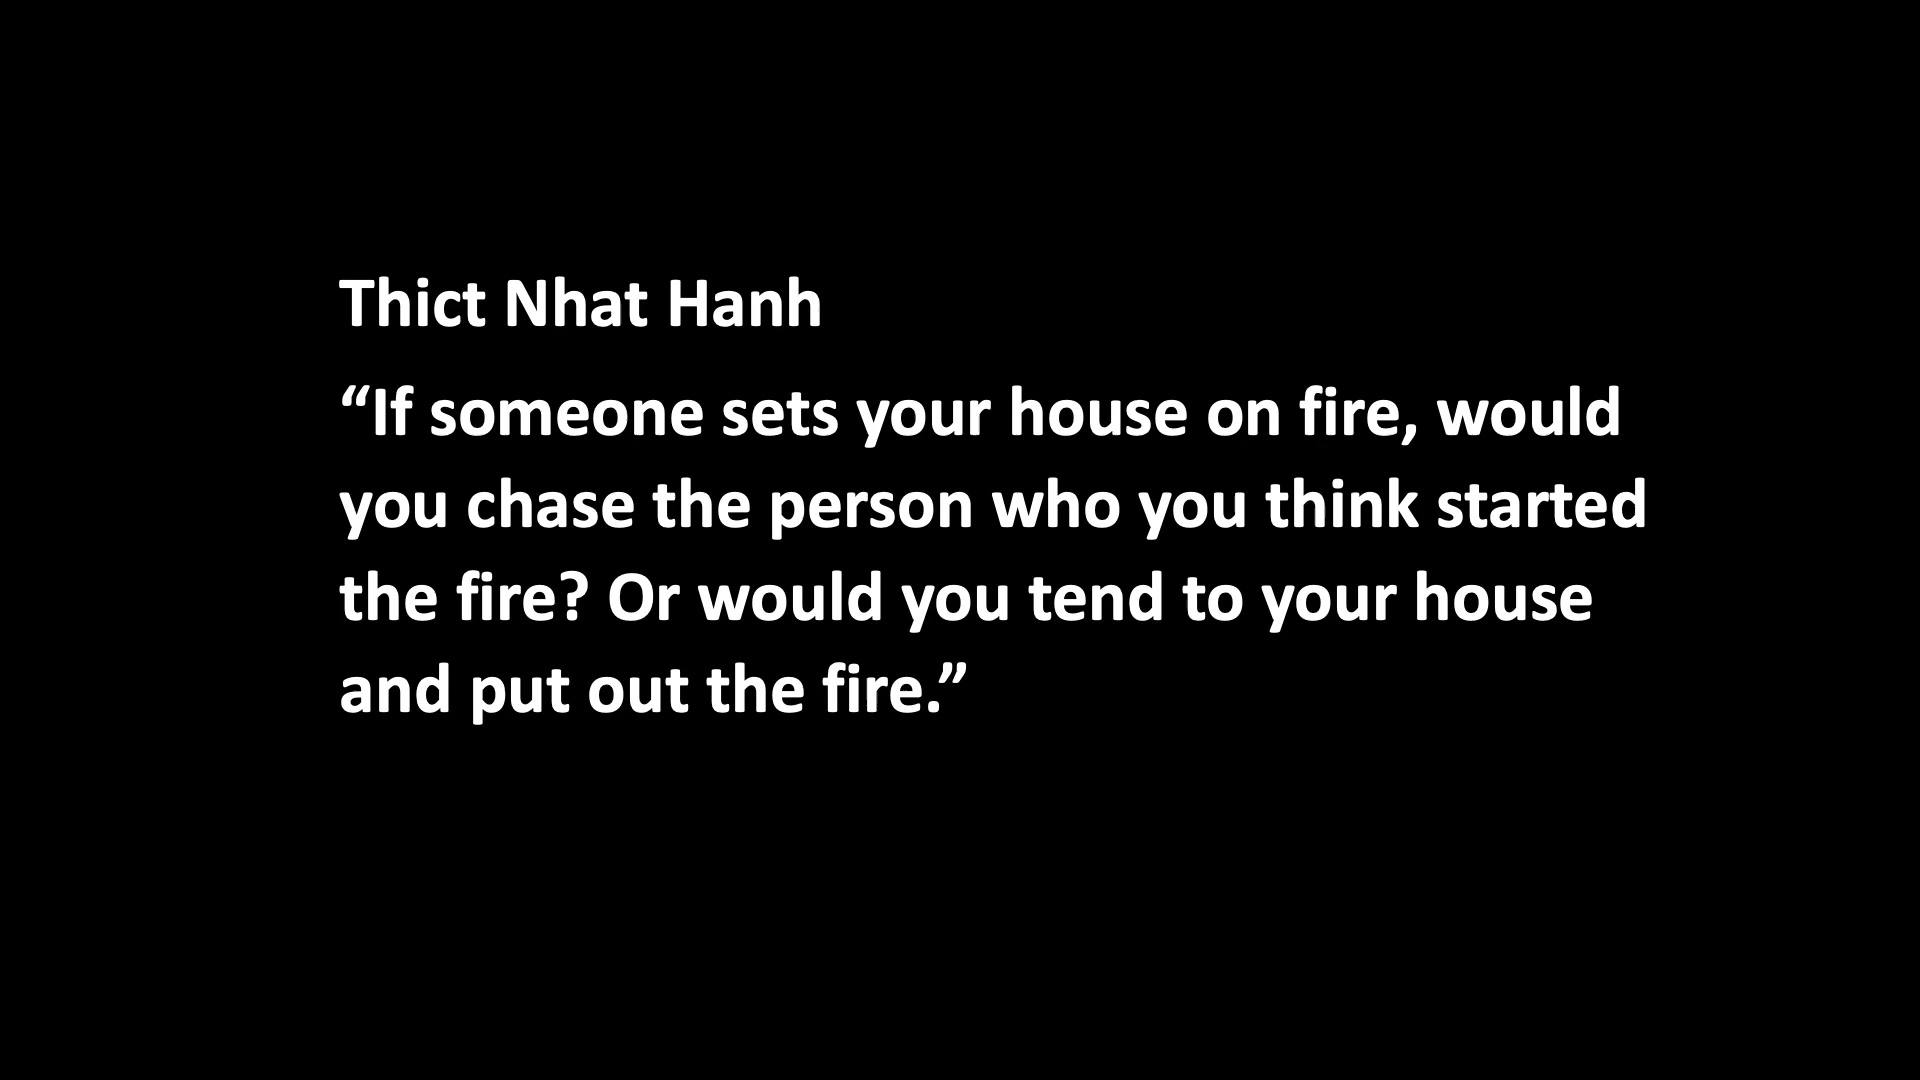 Thict Nhat Hanh
“If someone sets your house on fire, would
you chase the person who you think started
the fire? Or would you tend to your house
and put out the fire.”